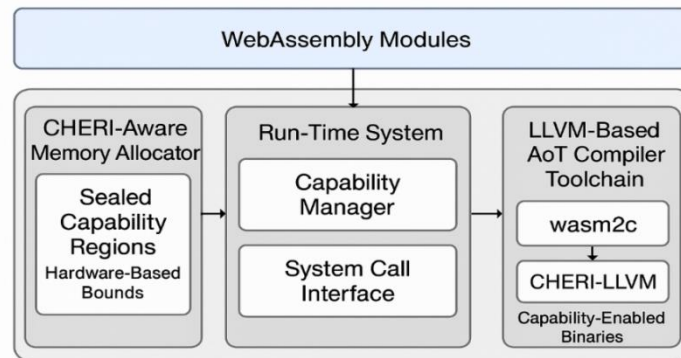 WebAssembly Modules
CHERI-Aware
Memory Allocator
Sealed
Capability
Regions
Hardware-Based
Bounds
Run-Time System
Capability
Manager
System Call
Interface
LLVM-Based
AoT Compiler
Toolchain
wasm2c
CHERI-LLVM
Capability-Enabled
Binaries